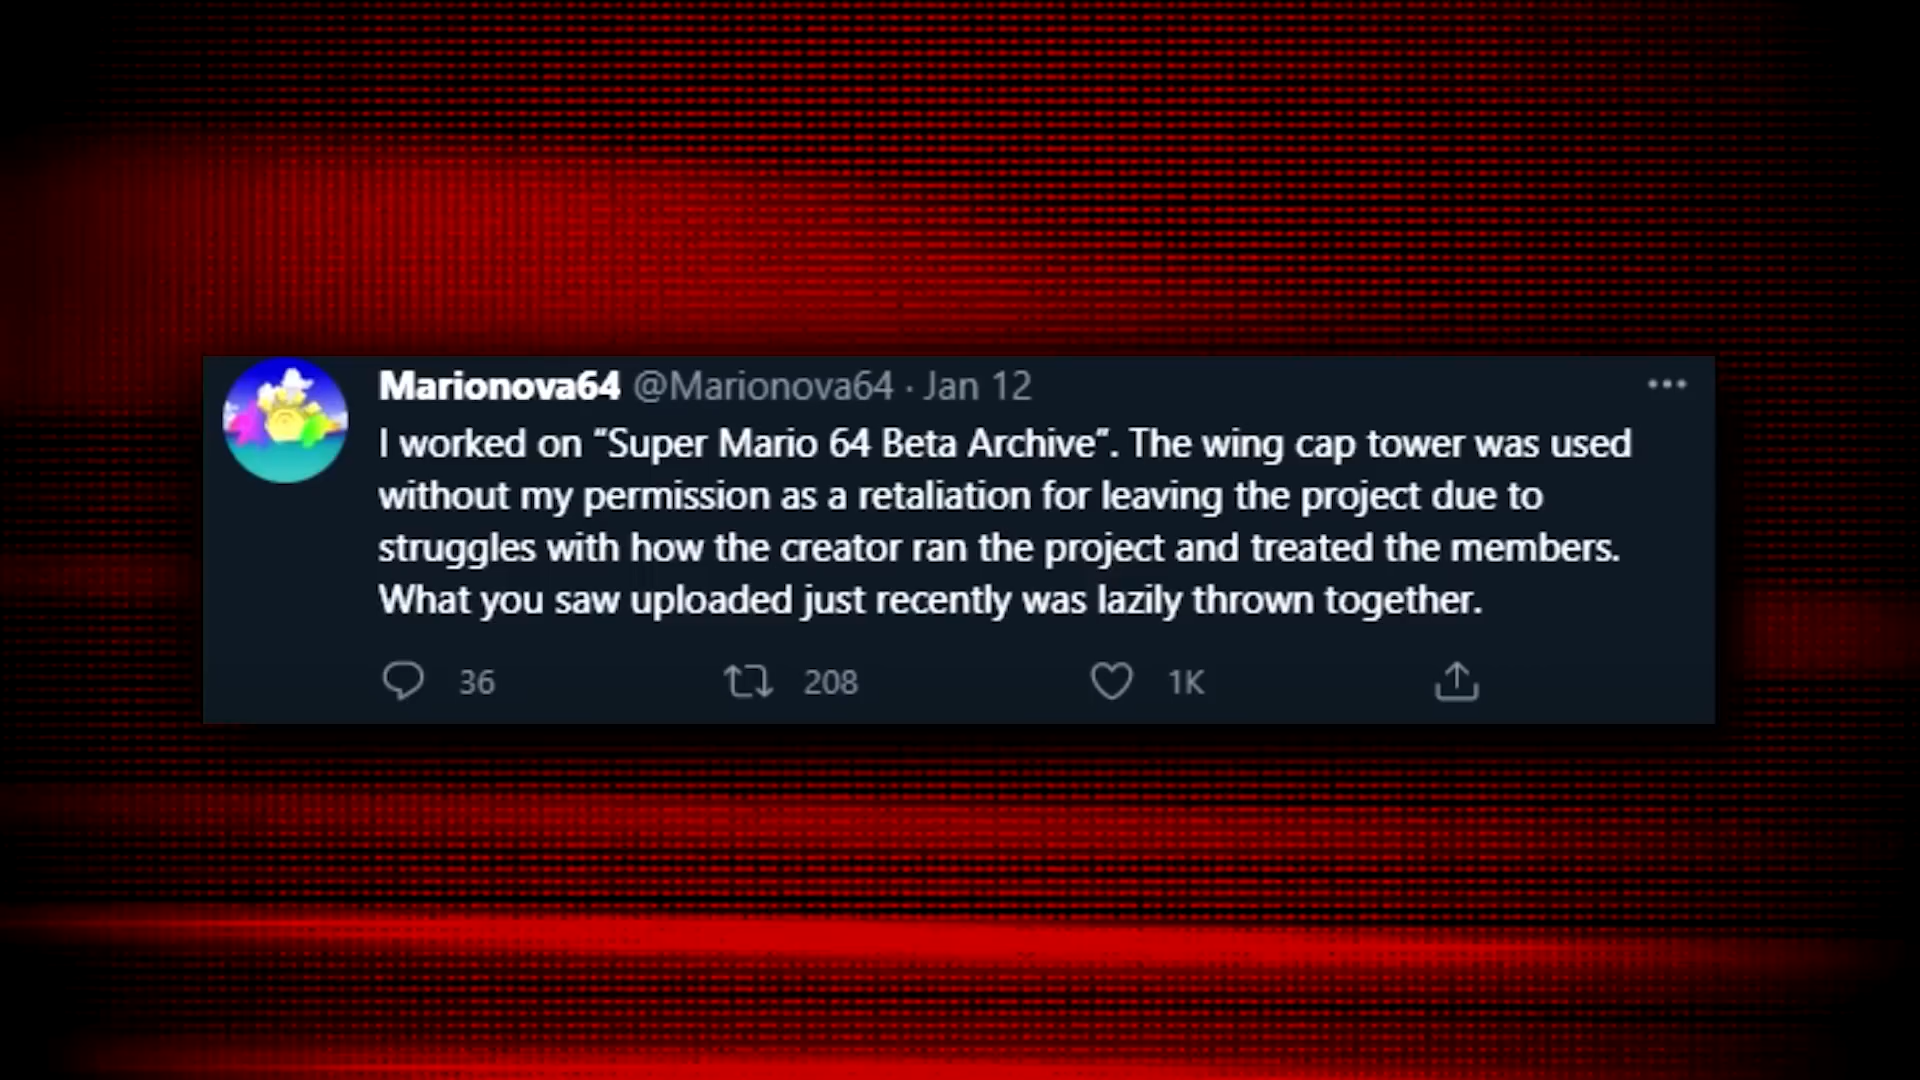 Marionova64 @Marionova64 · Jan 12
I worked on “Super Mario 64 Beta Archive”. The wing cap tower was used
without my permission as a retaliation for leaving the project due to
struggles with how the creator ran the project and treated the members.
What you saw uploaded just recently was lazily thrown together.
36 208 1K